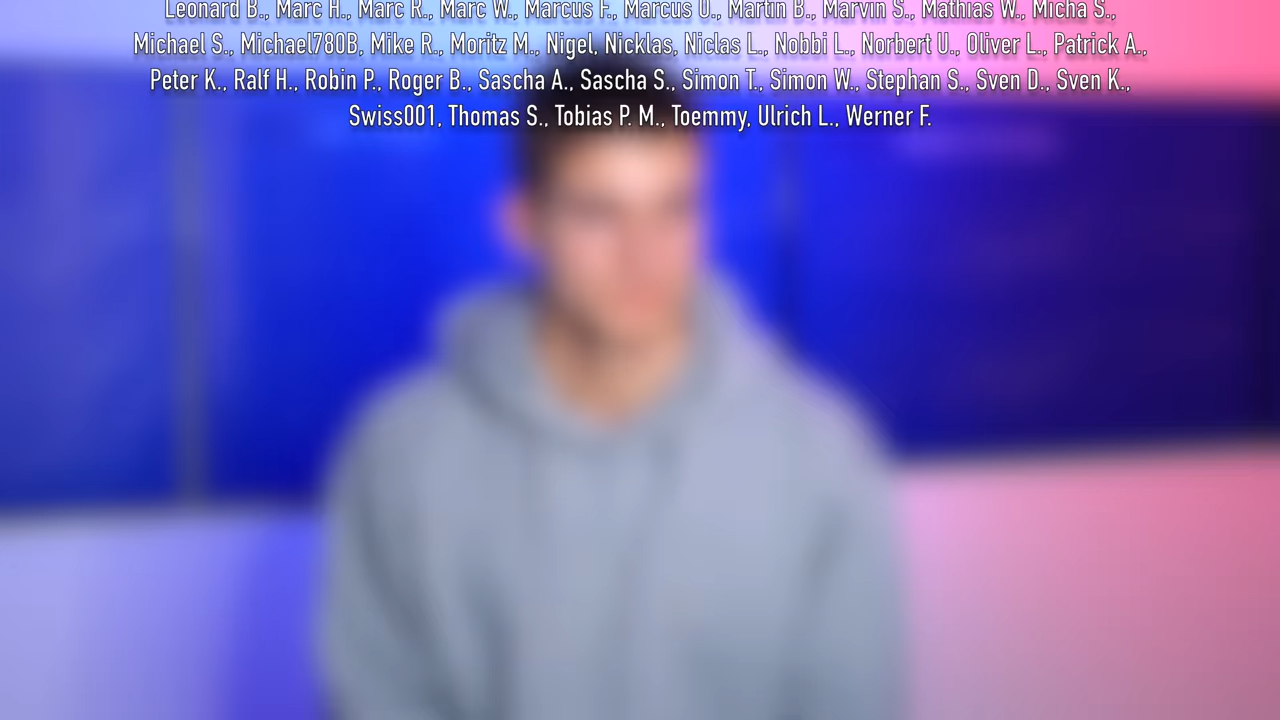 Leonard B., Marc H., Marc R., Marc W., Marcus F., Marcus O., Martin B., Marvin S., Mathias W., Micha S.,
Michael S., Michael780B, Mike R., Moritz M., Nigel, Nicklas, Niclas L., Nobbi L., Norbert U., Oliver L., Patrick A.,
Peter K., Ralf H., Robin P., Roger B., Sascha A., Sascha S., Simon T., Simon W., Stephan S., Sven D., Sven K.,
Swiss001, Thomas S., Tobias P. M., Toemmy, Ulrich L., Werner F.